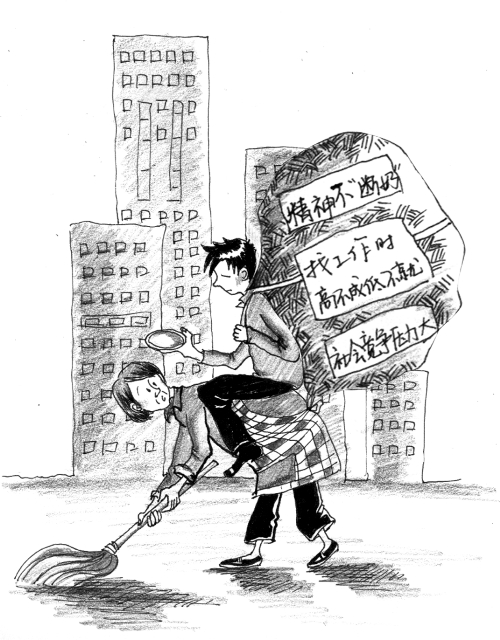 精神不断奶
找工作时
高不成低不就
社会竞争压力大